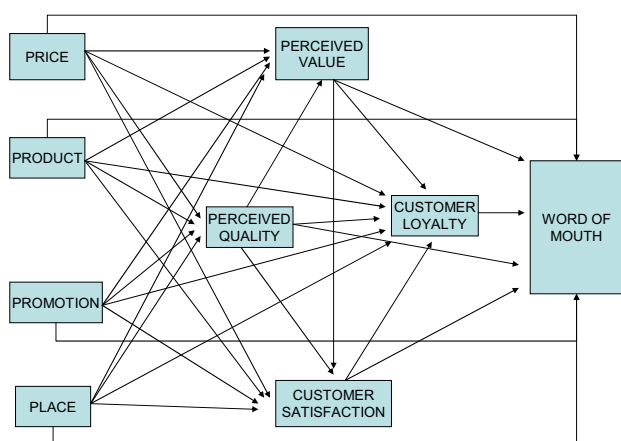 PRICE
PERCEIVED
VALUE
PRODUCT
PERCEIVED
QUALITY
CUSTOMER
LOYALTY
WORD OF
MOUTH
PROMOTION
PLACE
CUSTOMER
SATISFACTION